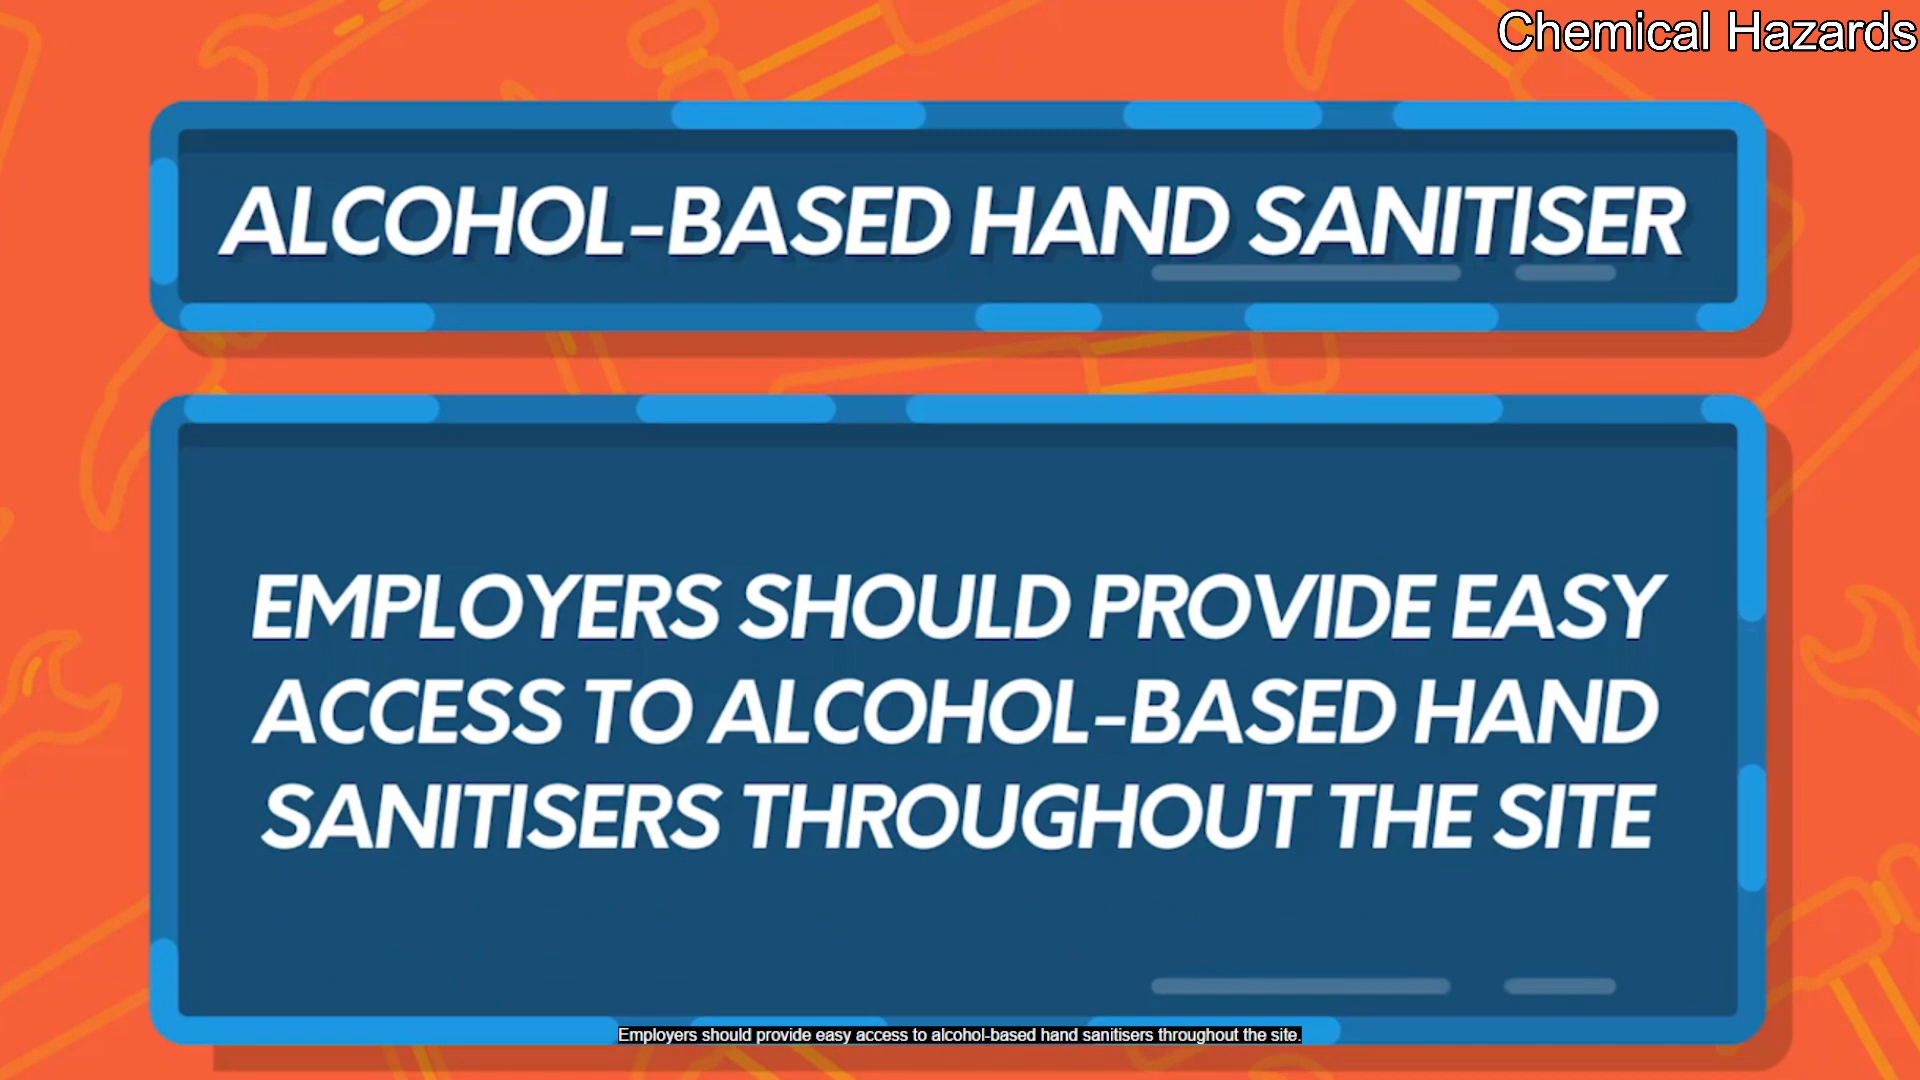 Chemical Hazards
ALCOHOL-BASED HAND SANITISER
EMPLOYERS SHOULD PROVIDE EASY
ACCESS TO ALCOHOL-BASED HAND
SANITISERS THROUGHOUT THE SITE
Employers should provide easy access to alcohol-based hand sanitisers throughout the site.